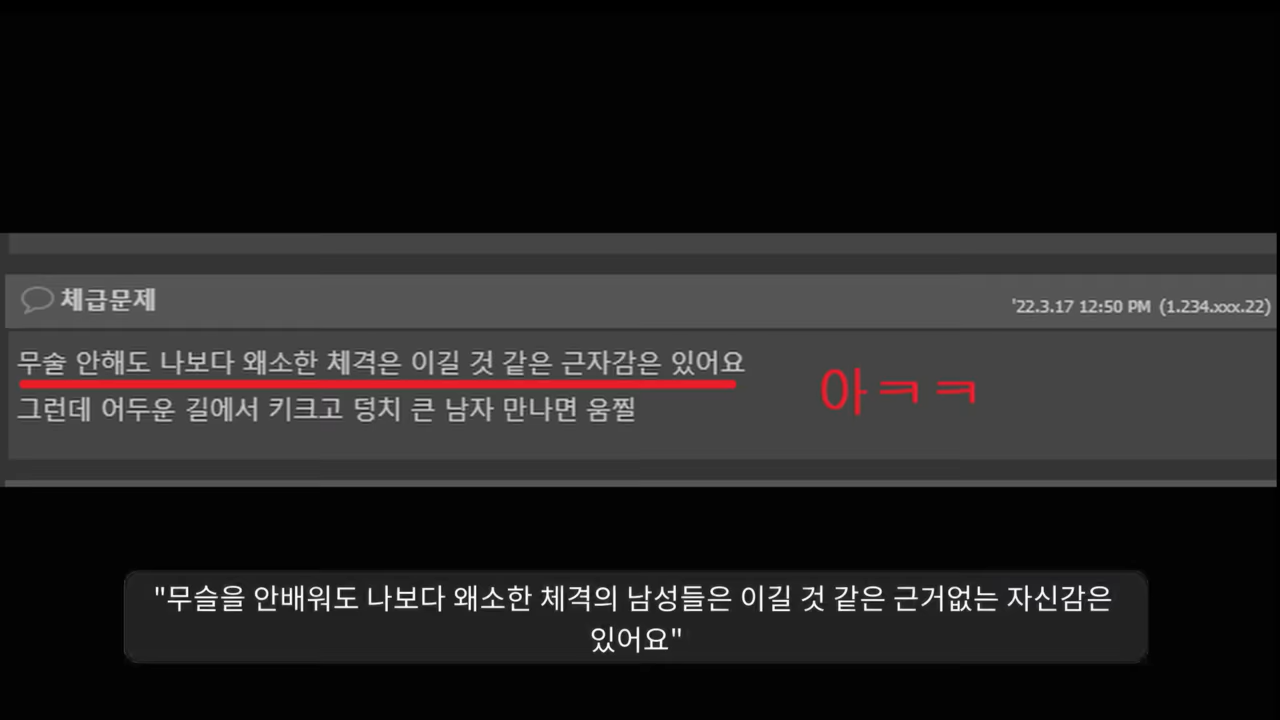 체급문제
'22.3.17 12:50 PM (1.234.xxx.22)
무술 안해도 나보다 왜소한 체격은 이길 것 같은 근자감은 있어요
아ㅋㅋ
그런데 어두운 길에서 키크고 덩치 큰 남자 만나면 움찔
"무슬을 안배워도 나보다 왜소한 체격의 남성들은 이길 것 같은 근거없는 자신감은
있어요"